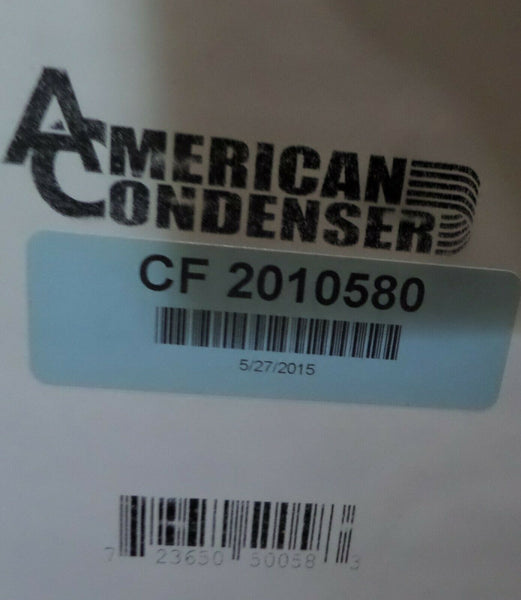 AMERICAN
CONDENSER
CF 2010580
5/27/2015
7 23650 50058 3